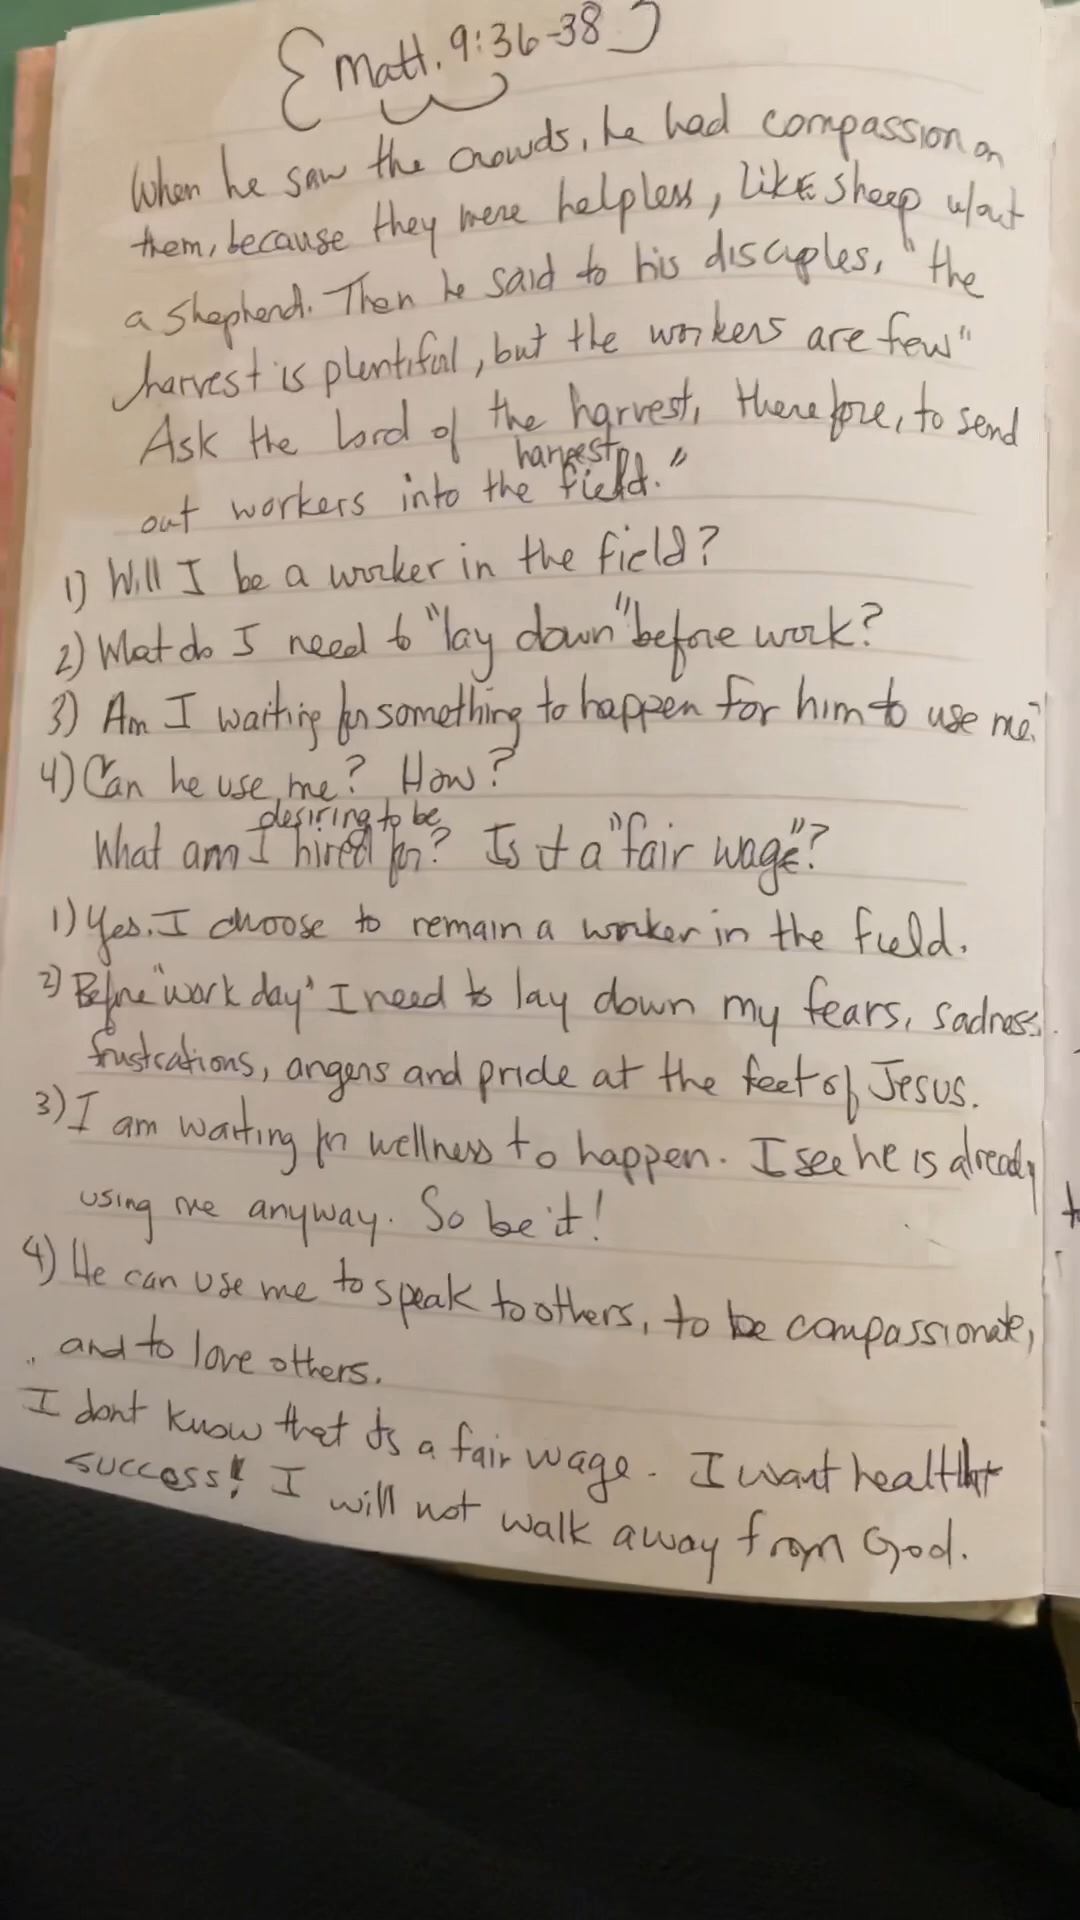 { Matt. 9:36-38 }
When he saw the crowds, he had compassion on
them, because they were helpless, like sheep w/out
a shepherd. Then he said to his disciples, "the
harvest is plentiful, but the workers are few"
Ask the Lord of the harvest, therefore, to send
harvest
out workers into the field."
1) Will I be a worker in the field?
2) What do I need to "lay down" before work?
3) Am I waiting for something to happen for him to use me?
4) Can he use me? How?
desiring to be
What am I hired for? Is it a "fair wage"?
1) Yes. I choose to remain a worker in the field.
2) Before "work day" I need to lay down my fears, sadness,
frustrations, angers and pride at the feet of Jesus.
3) I am waiting for wellness to happen. I see he is already
using me anyway. So be it!
4) He can use me to speak to others, to be compassionate,
and to love others.
I dont know that its a fair wage. I want health
success! I will not walk away from God.